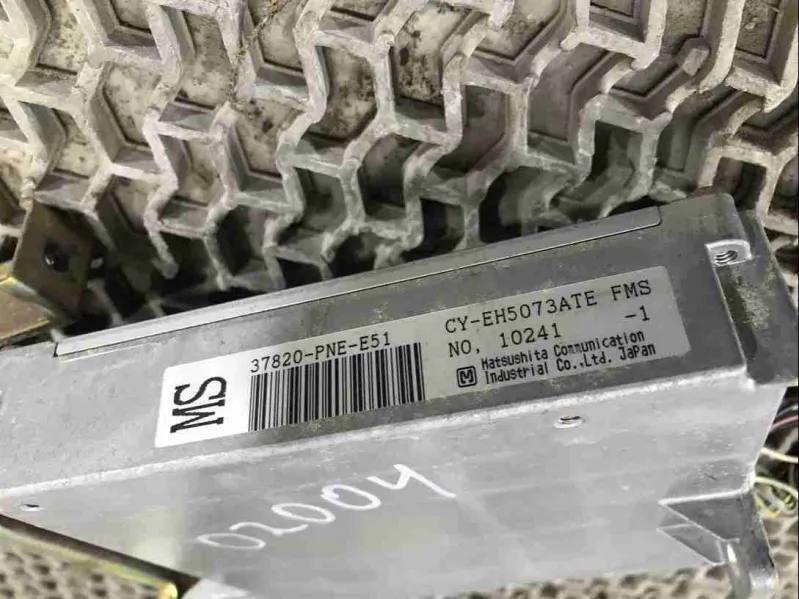 MS
37820-PNE-E51
CY-EH5073ATE FMS
NO, 10241 -1
M Matsushita Communication
Industrial Co.,Ltd. JaPan
02004